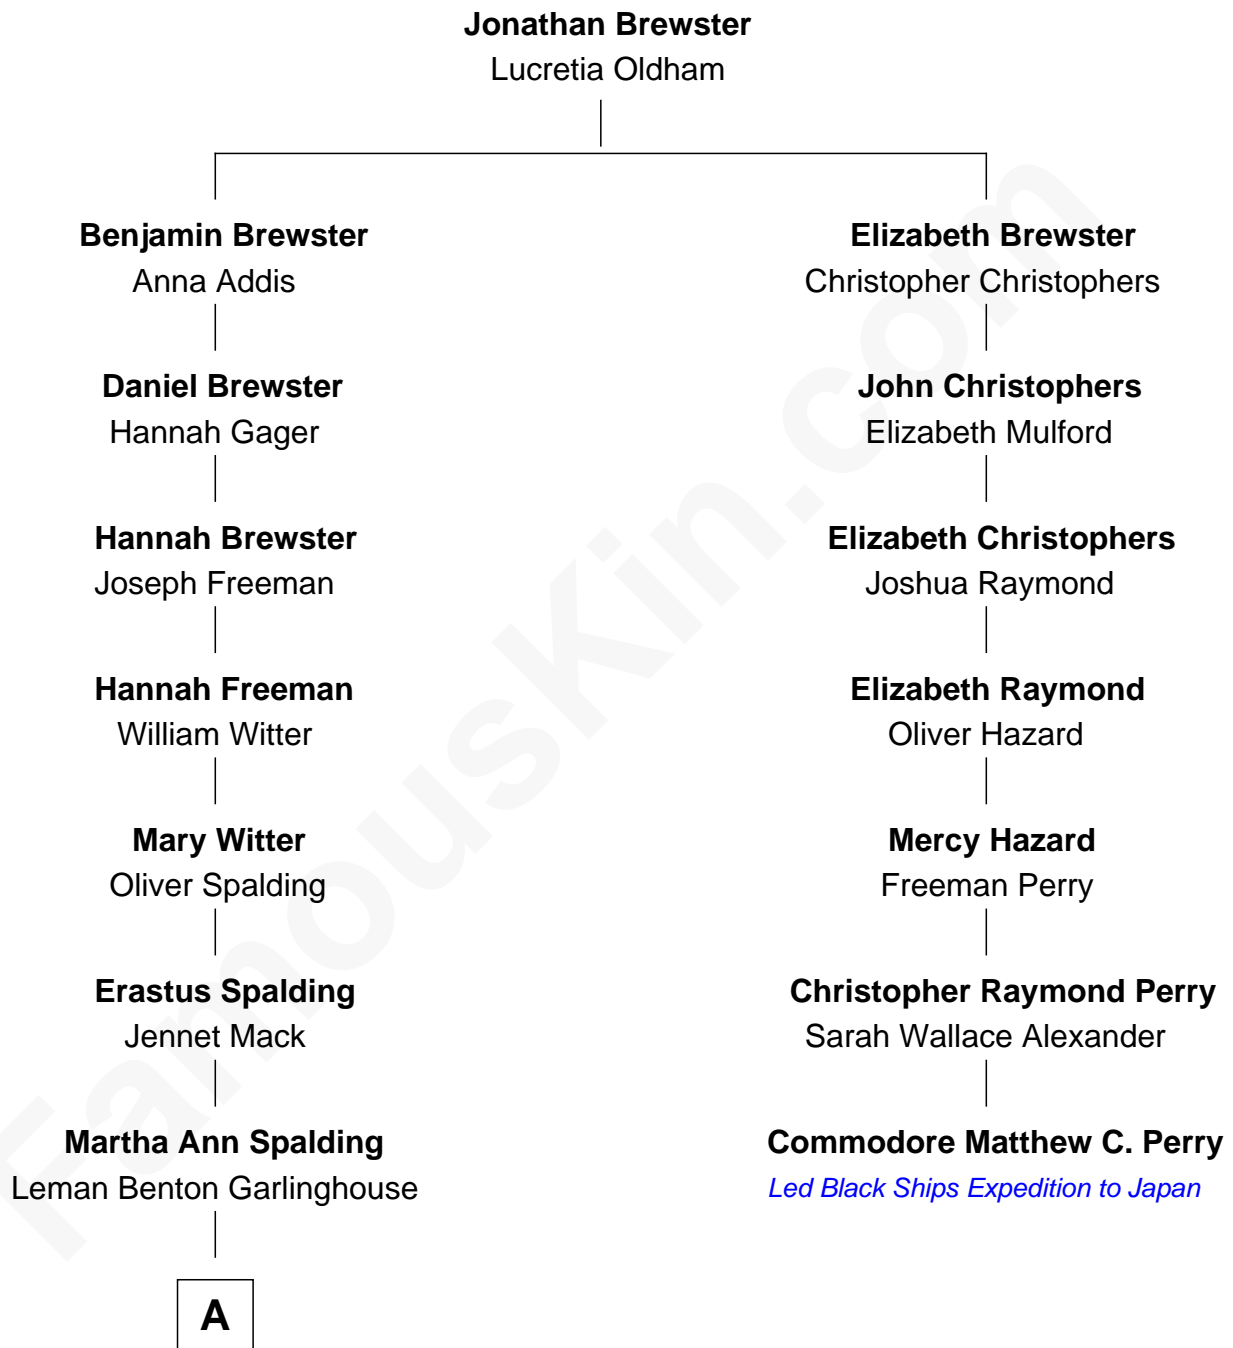 Jonathan Brewster
Lucretia Oldham
Benjamin Brewster
Anna Addis
Daniel Brewster
Hannah Gager
Hannah Brewster
Joseph Freeman
Hannah Freeman
William Witter
Mary Witter
Oliver Spalding
Erastus Spalding
Jennet Mack
Martha Ann Spalding
Leman Benton Garlinghouse
A
Elizabeth Brewster
Christopher Christophers
John Christophers
Elizabeth Mulford
Elizabeth Christophers
Joshua Raymond
Elizabeth Raymond
Oliver Hazard
Mercy Hazard
Freeman Perry
Christopher Raymond Perry
Sarah Wallace Alexander
Commodore Matthew C. Perry
Led Black Ships Expedition to Japan
FamousKin.com